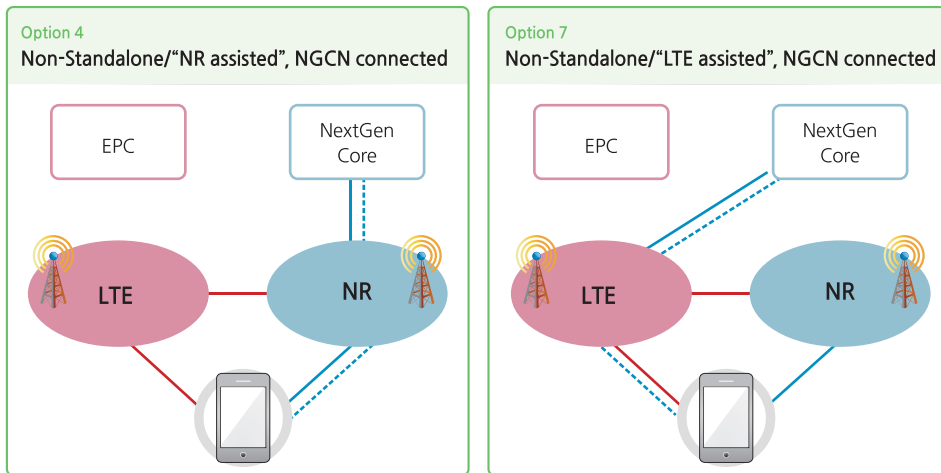 Option 4
Non-Standalone/“NR assisted”, NGCN connected
EPC
NextGen
Core
LTE
NR
Option 7
Non-Standalone/“LTE assisted”, NGCN connected
EPC
NextGen
Core
LTE
NR